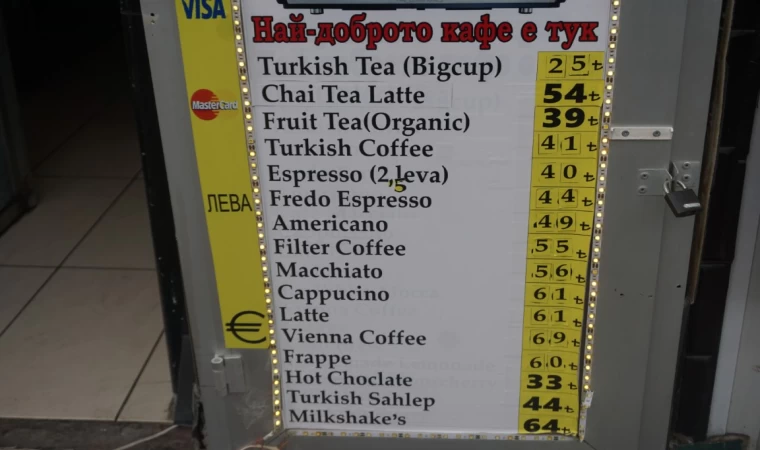 VISA
Най-доброто кафе е тук
Turkish Tea (Bigcup) 25₺
Chai Tea Latte 54₺
MasterCard
Fruit Tea(Organic) 39₺
Turkish Coffee 41₺
Espresso (2,5leva) 40₺
Fredo Espresso 44₺
ЛЕВА
Americano 49₺
Filter Coffee 55₺
Macchiato 56₺
Cappucino 61₺
Latte 61₺
€
Vienna Coffee 69₺
Frappe 60₺
Hot Choclate 33₺
Turkish Sahlep 44₺
Milkshake's 64₺